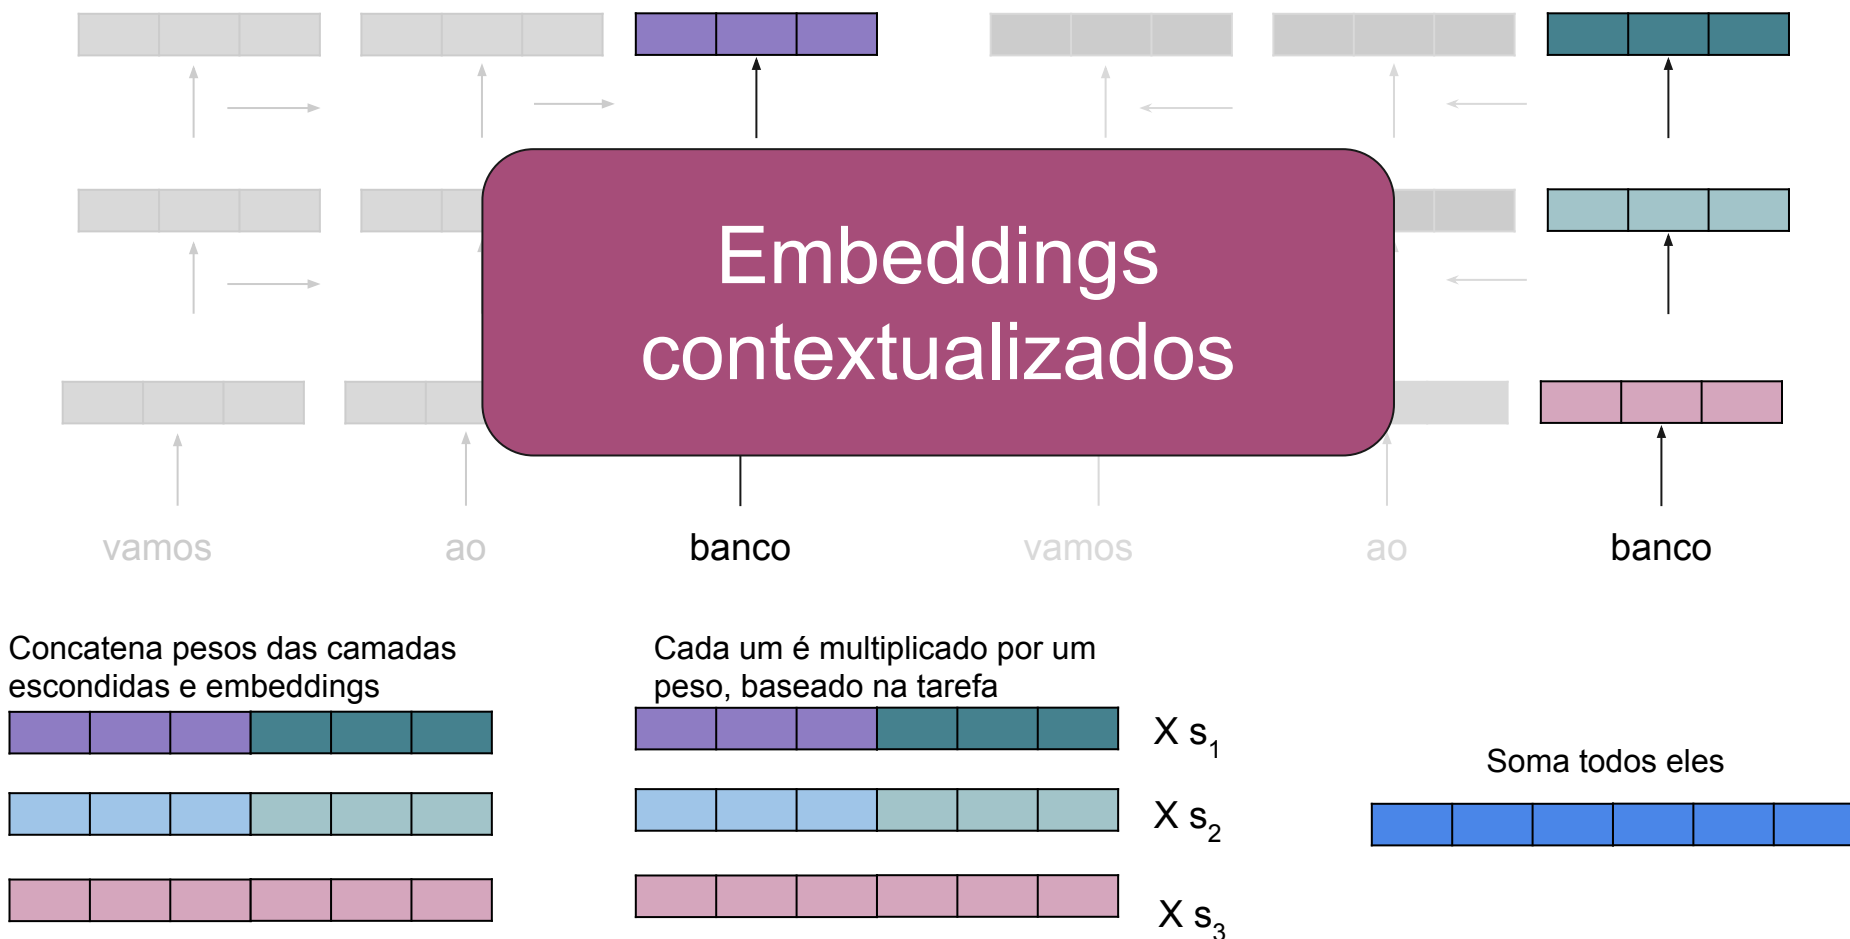 Embeddings
contextualizados
vamos ao banco vamos ao banco
Concatena pesos das camadas
escondidas e embeddings
Cada um é multiplicado por um
peso, baseado na tarefa
X s1
X s2
X s3
Soma todos eles